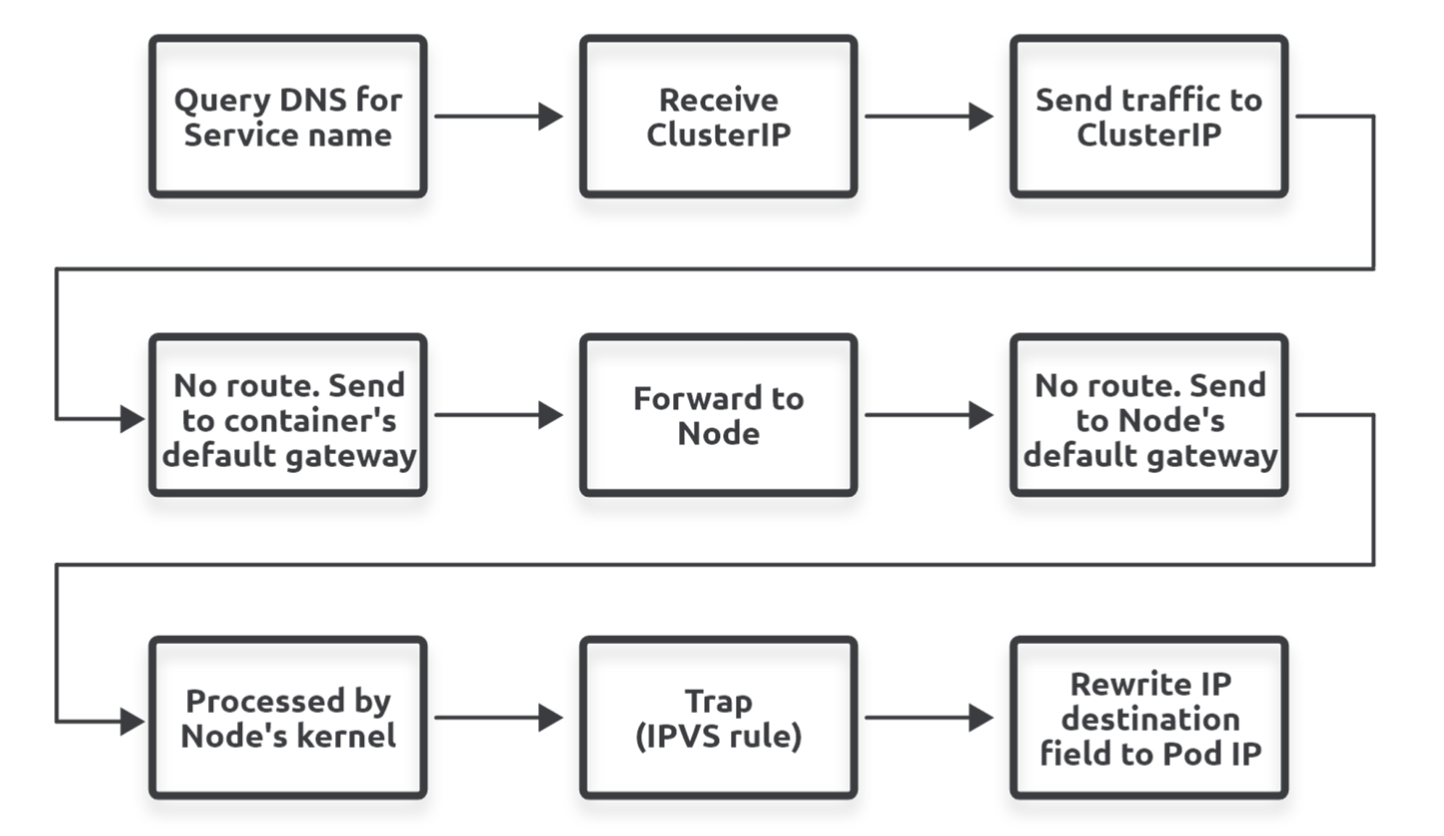 Query DNS for
Service name
Receive
ClusterIP
Send traffic to
ClusterIP
No route. Send
to container's
default gateway
Forward to
Node
No route. Send
to Node's
default gateway
Processed by
Node's kernel
Trap
(IPVS rule)
Rewrite IP
destination
field to Pod IP